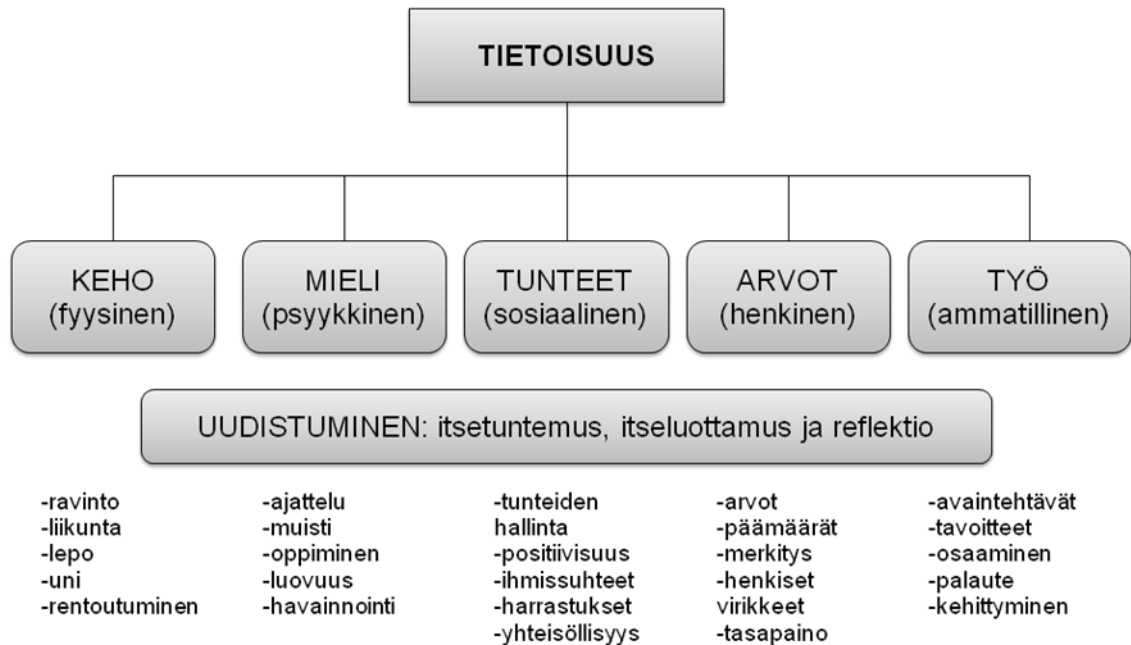 TIETOISUUS
KEHO
(fyysinen)
MIELI
(psyykkinen)
TUNTEET
(sosiaalinen)
ARVOT
(henkinen)
TYÖ
(ammatillinen)
UUDISTUMINEN: itsetuntemus, itseluottamus ja reflektio
-ravinto
-liikunta
-lepo
-uni
-rentoutuminen
-ajattelu
-muisti
-oppiminen
-luovuus
-havainnointi
-tunteiden
hallinta
-positiivisuus
-ihmissuhteet
-harrastukset
-yhteisöllisyys
-arvot
-päämäärät
-merkitys
-henkiset
virikkeet
-tasapaino
-avaintehtävät
-tavoitteet
-osaaminen
-palaute
-kehittyminen